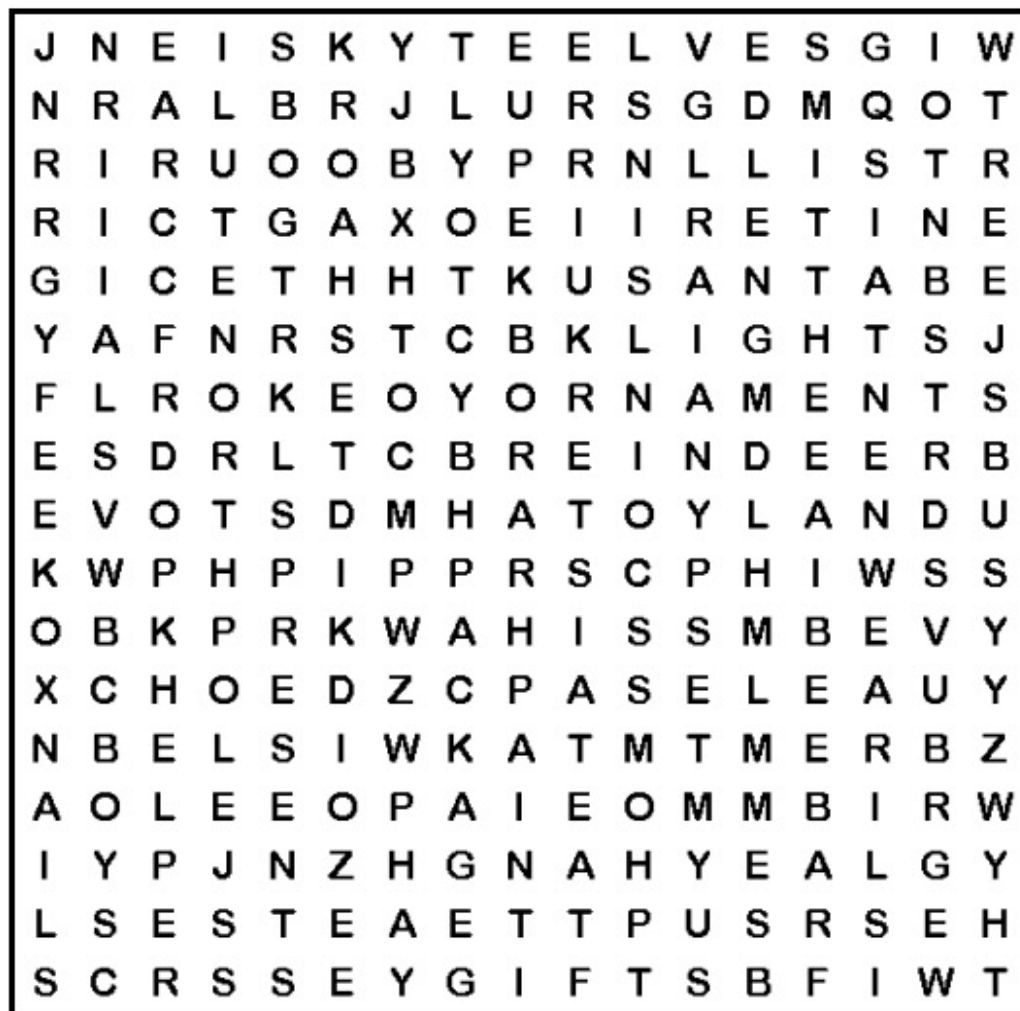 J N E I S K Y T E E L V E S G I W
N R A L B R J L U R S G D M Q O T
R I R U O O B Y P R N L L I S T R
R I C T G A X O E I I R E T I N E
G I C E T H H T K U S A N T A B E
Y A F N R S T C B K L I G H T S J
F L R O K E O Y O R N A M E N T S
E S D R L T C B R E I N D E E R B
E V O T S D M H A T O Y L A N D U
K W P H P I P P R S C P H I W S S
O B K P R K W A H I S S M B E V Y
X C H O E D Z C P A S E L E A U Y
N B E L S I W K A T M T M E R B Z
A O L E E O P A I E O M M B I R W
I Y P J N Z H G N A H Y E A L G Y
L S E S T E A E T T P U S R S E H
S C R S S E Y G I F T S B F I W T